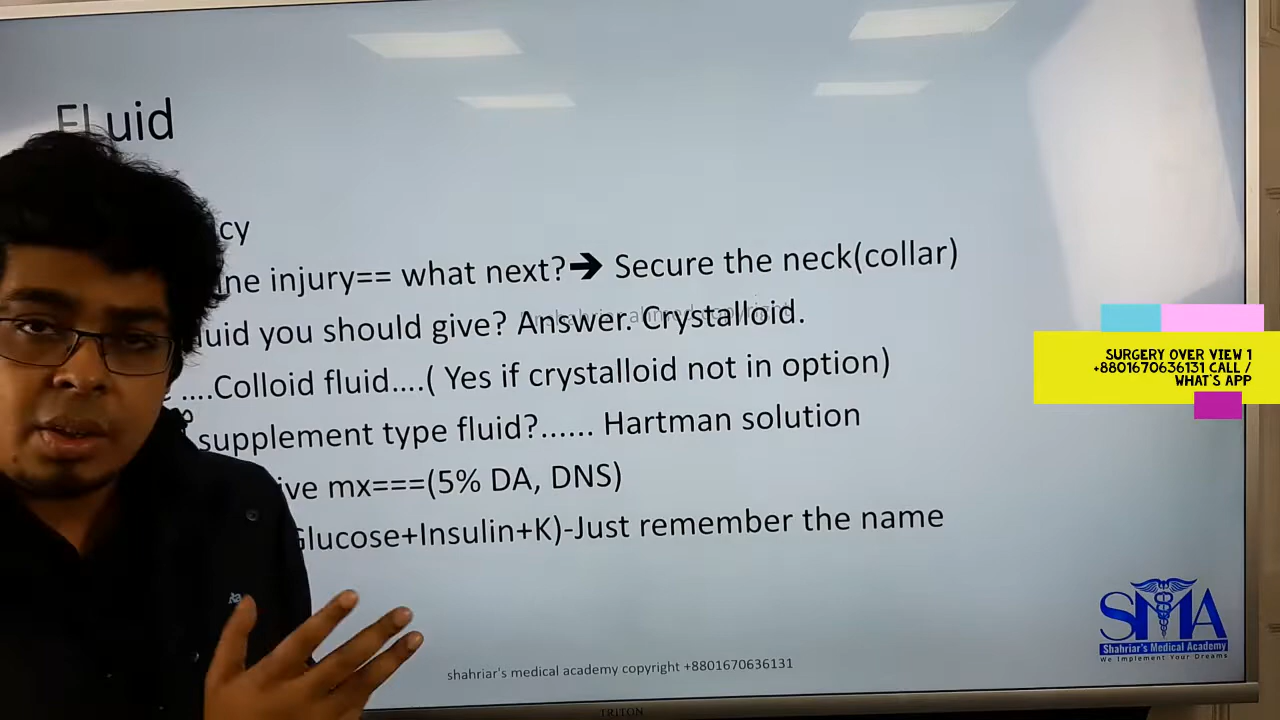 FLuid
cy
ine injury== what next?➔ Secure the neck(collar)
luid you should give? Answer. Crystalloid.
....Colloid fluid....( Yes if crystalloid not in option)
supplement type fluid?...... Hartman solution
ive mx===(5% DA, DNS)
Glucose+Insulin+K)-Just remember the name
SURGERY OVER VIEW 1
+8801670636131 CALL /
WHAT'S APP
SMA
Shahriar's Medical Academy
We Implement Your Dreams
shahriar's medical academy copyright +8801670636131
TRITON